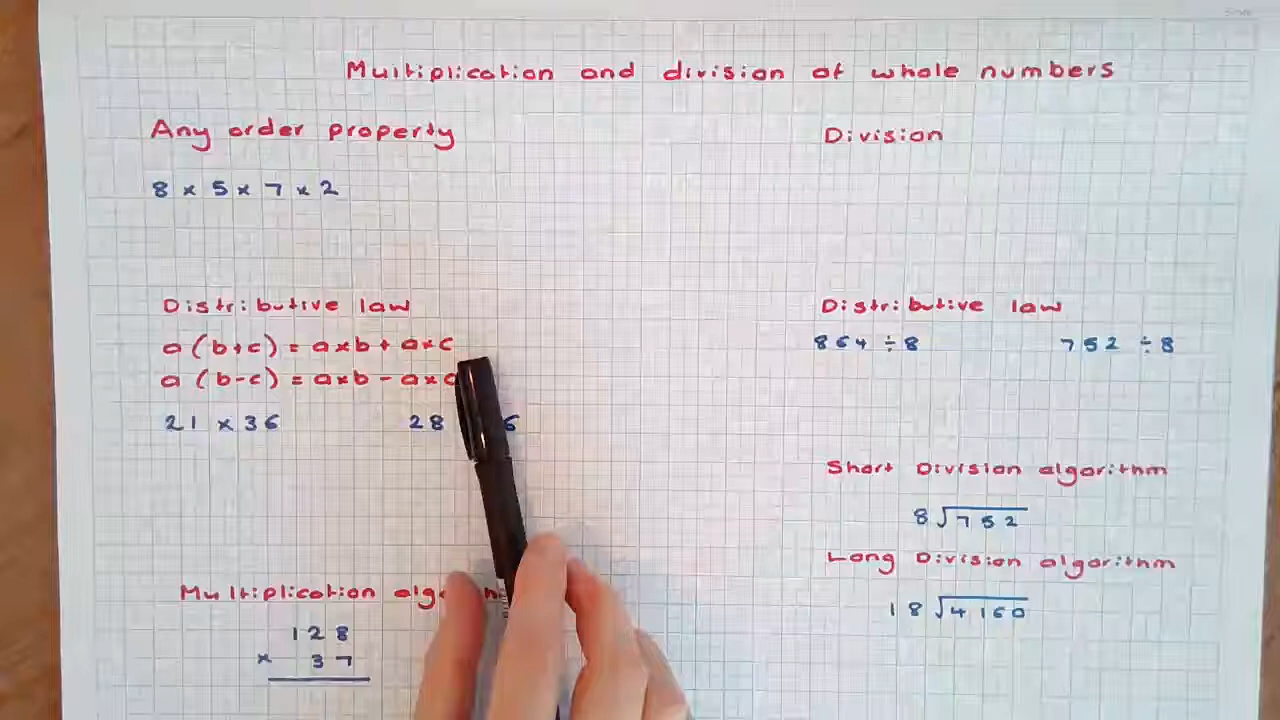 Multiplication and division of whole numbers
Any order property
8 × 5 × 7 × 2
Distributive law
a (b+c) = a×b + a×c
a (b-c) = a×b - a×c
21 × 36
28 6
Multiplication
128
× 37
Division
Distributive law
864 ÷ 8
752 ÷ 8
Short Division algorithm
8√752
Long Division algorithm
18√4160